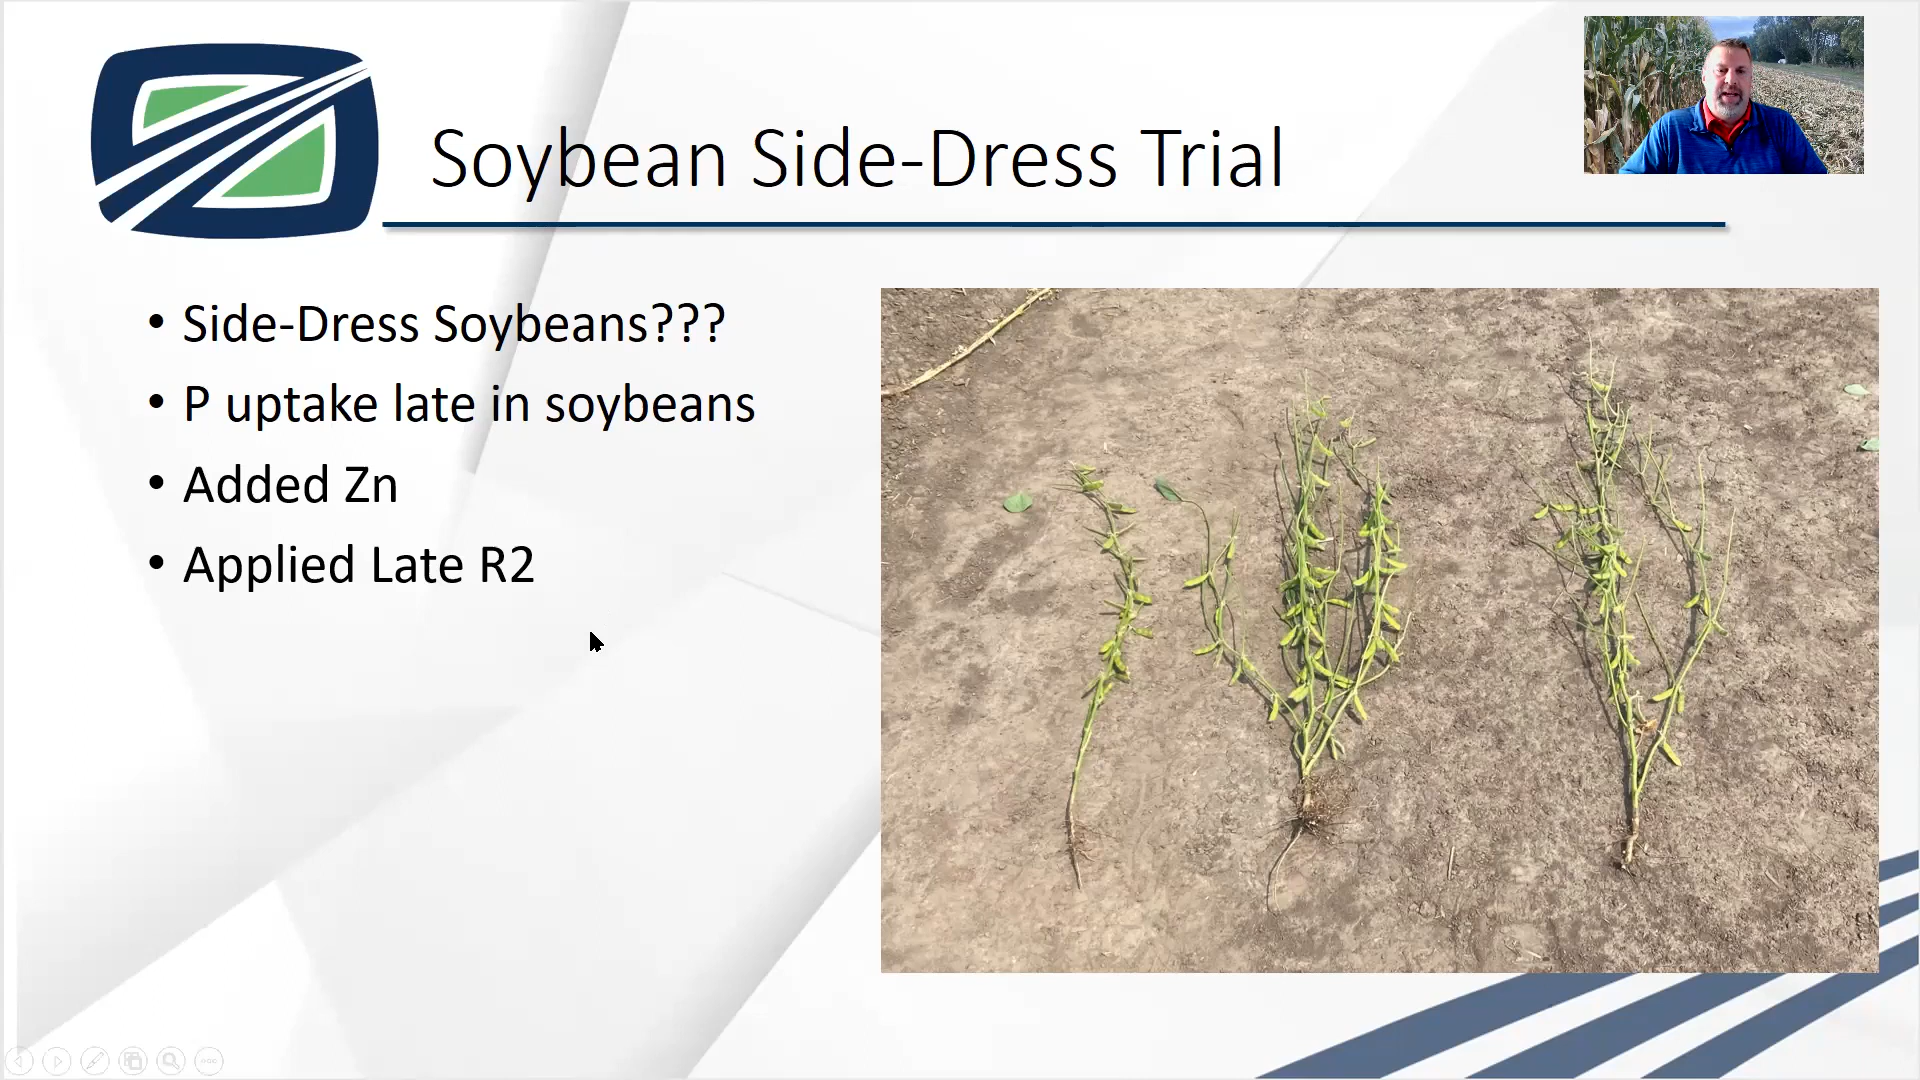 Soybean Side-Dress Trial
• Side-Dress Soybeans???
• P uptake late in soybeans
• Added Zn
• Applied Late R2